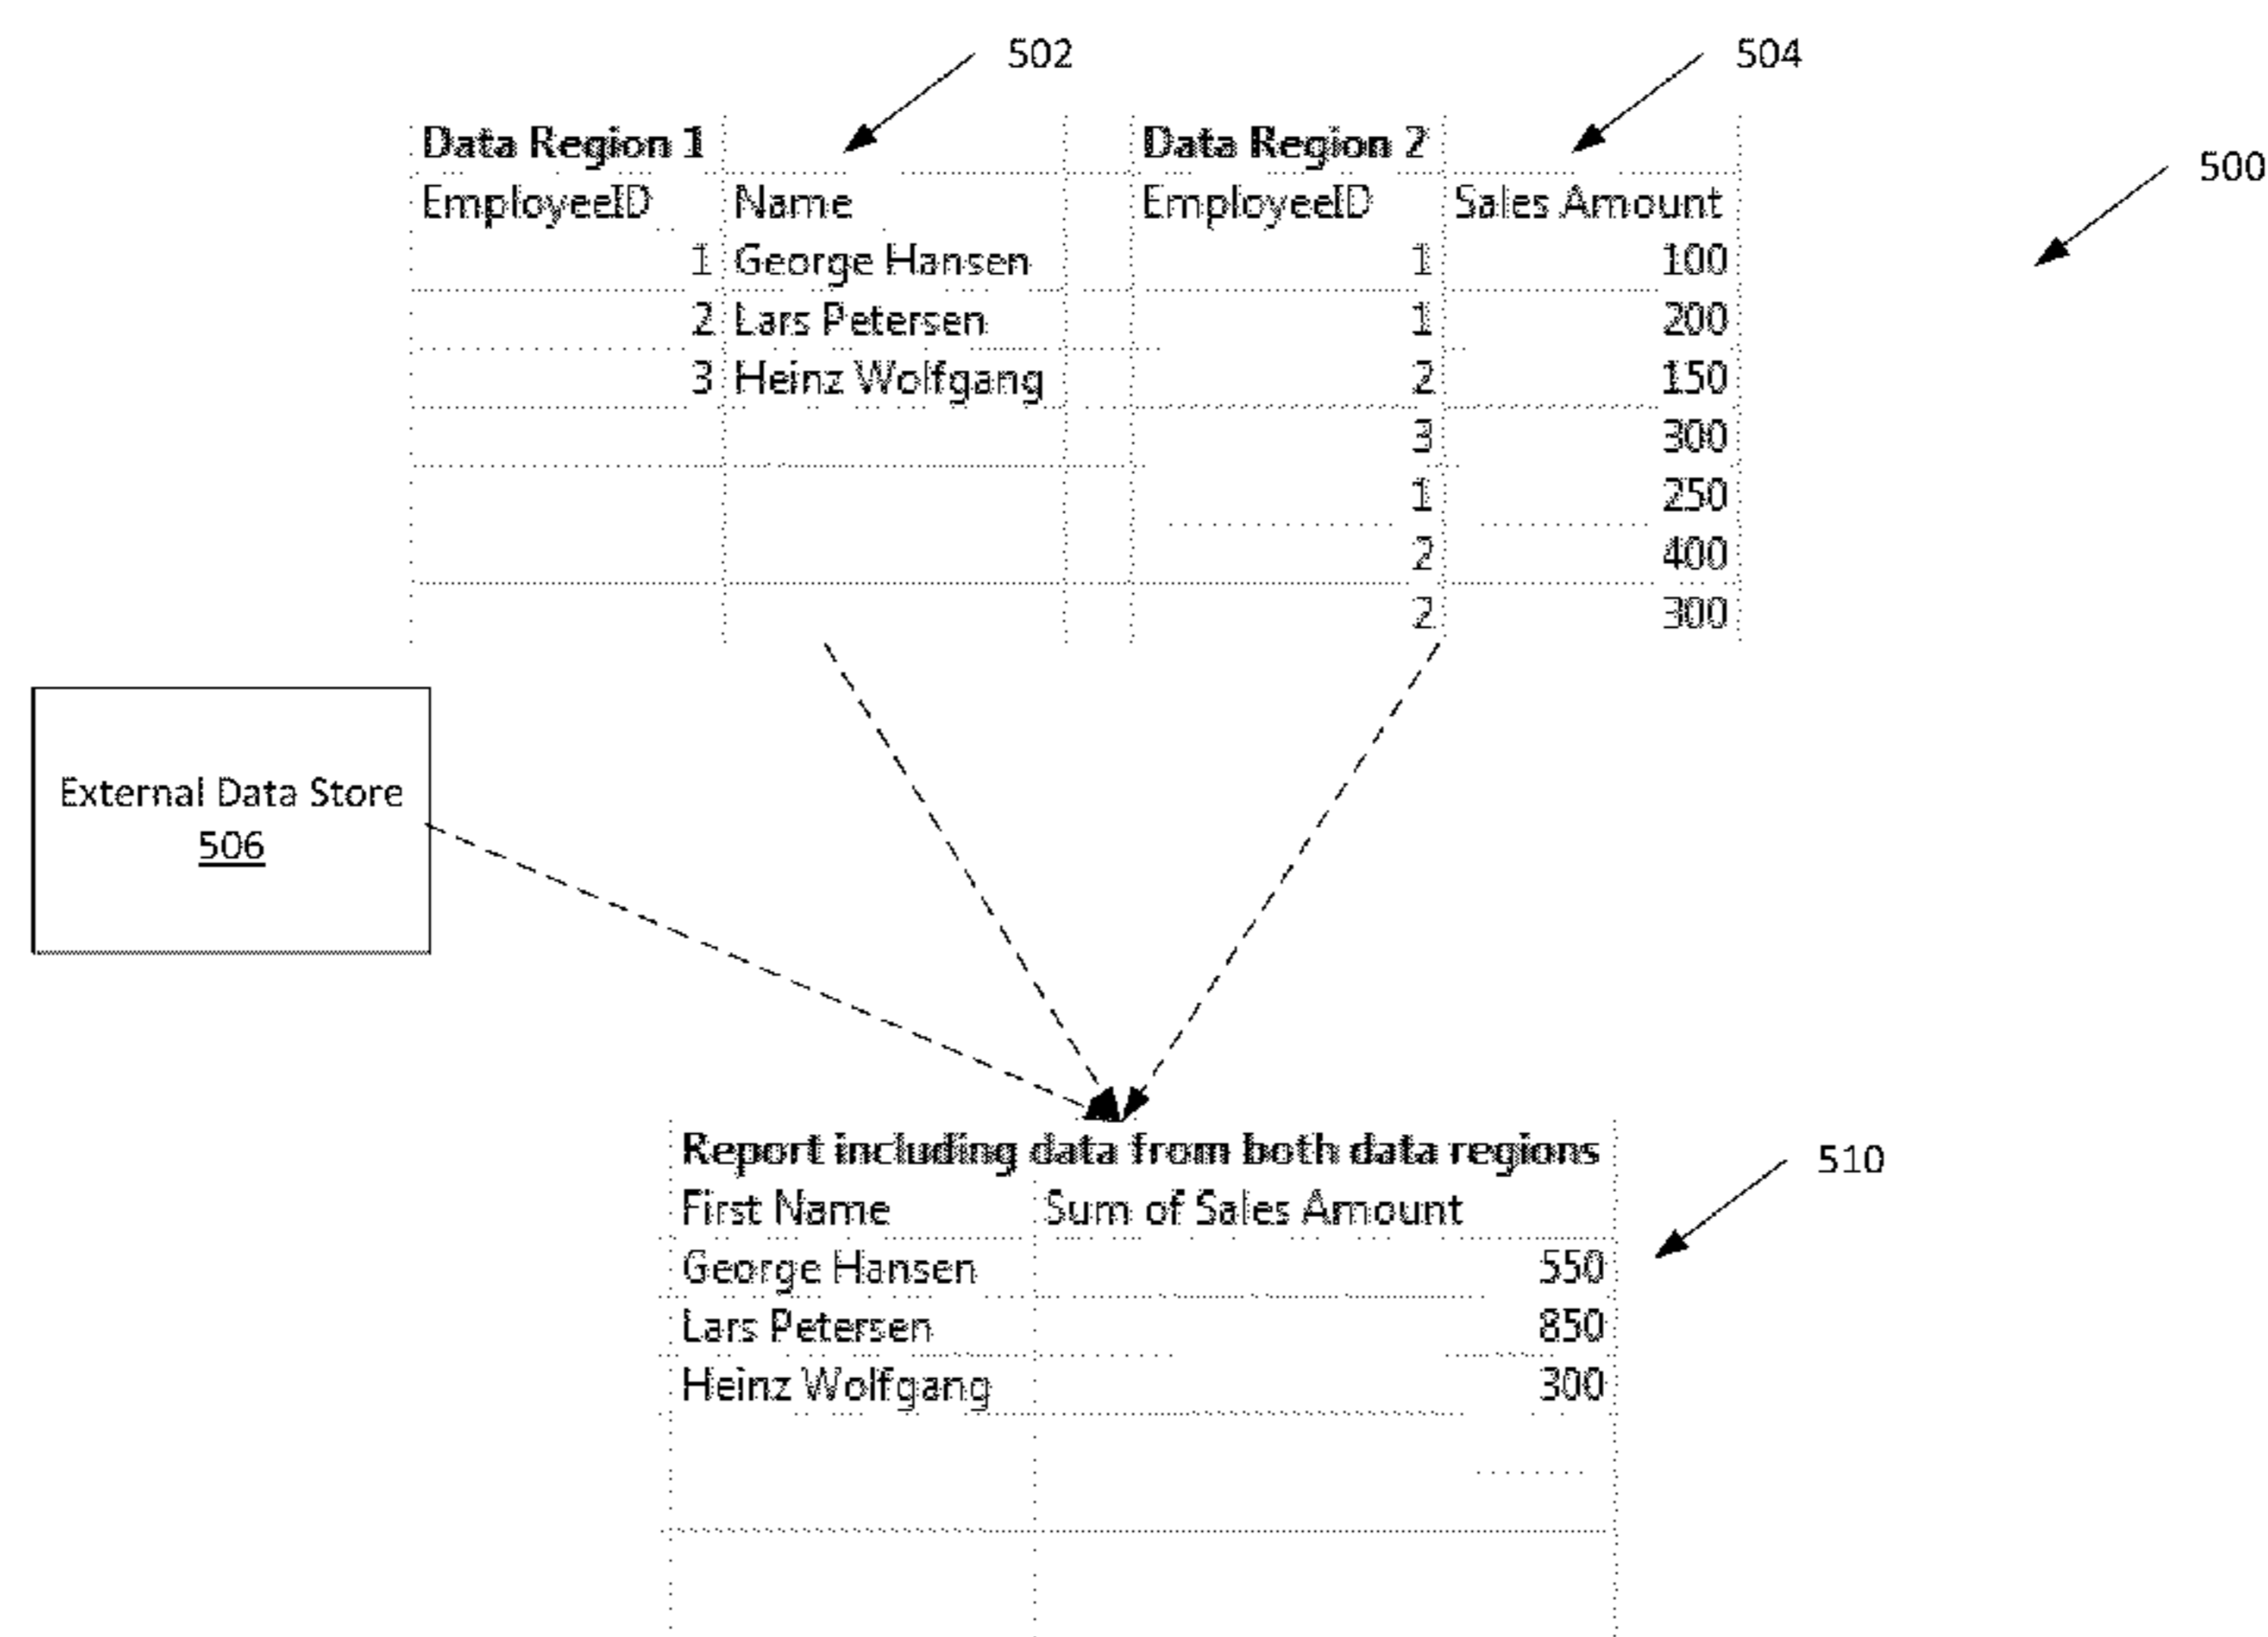 502 504
Data Region 1 Data Region 2
500
EmployeeID Name EmployeeID Sales Amount
1 George Hansen 1 100
2 Lars Petersen 1 200
3 Heinz Wolfgang 2 150
3 300
1 250
2 400
2 300
External Data Store
506
Report including data from both data regions
510
First Name Sum of Sales Amount
George Hansen 550
Lars Petersen 850
Heinz Wolfgang 300